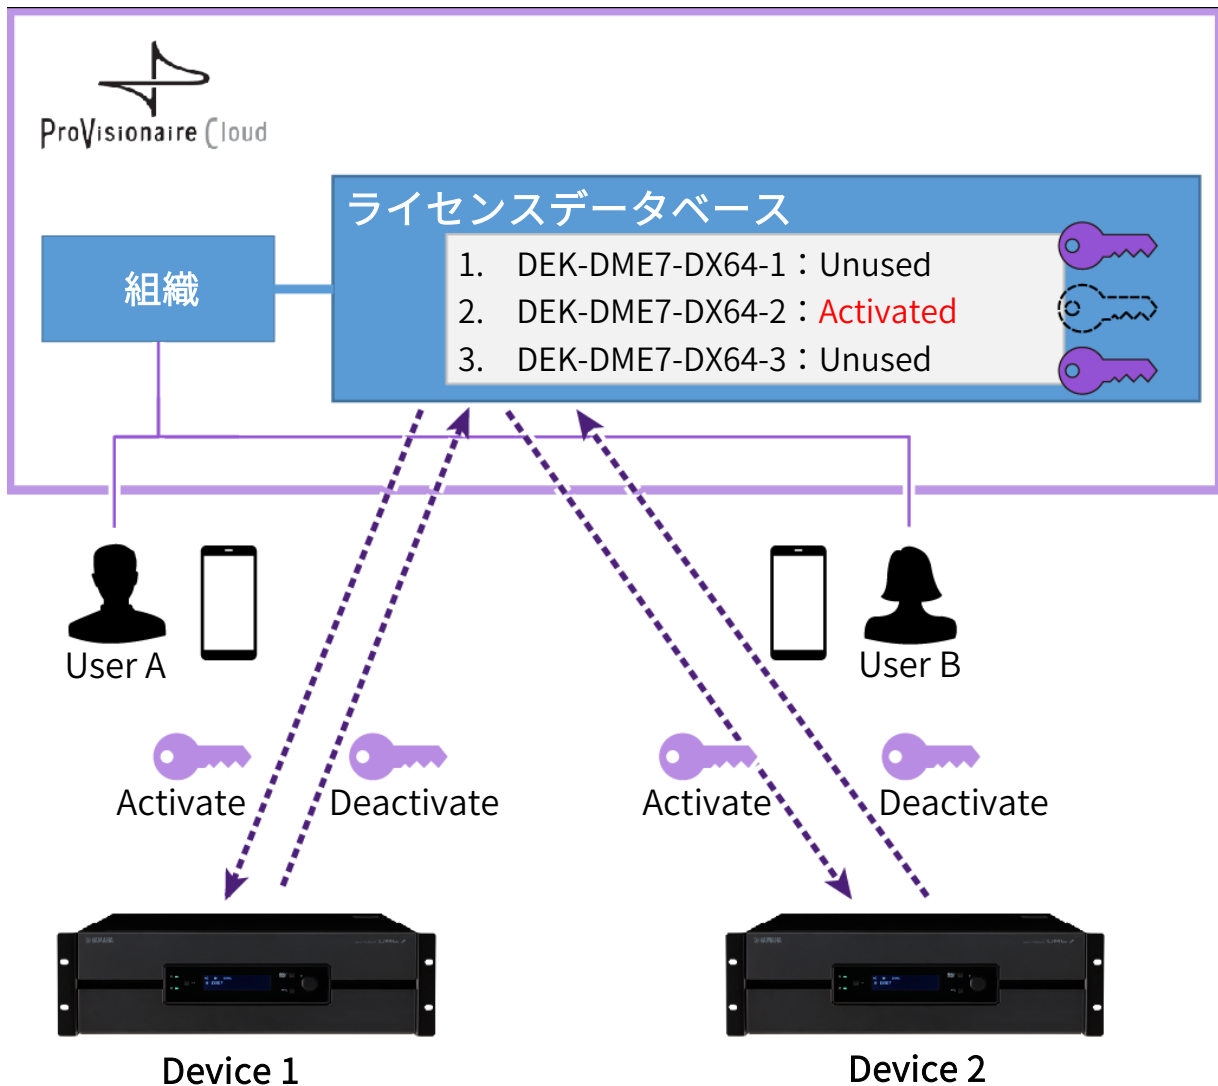 ProVisionaire Cloud
ライセンスデータベース
組織
1. DEK-DME7-DX64-1：Unused
2. DEK-DME7-DX64-2：Activated
3. DEK-DME7-DX64-3：Unused
User A
User B
Activate
Deactivate
Activate
Deactivate
Device 1
Device 2